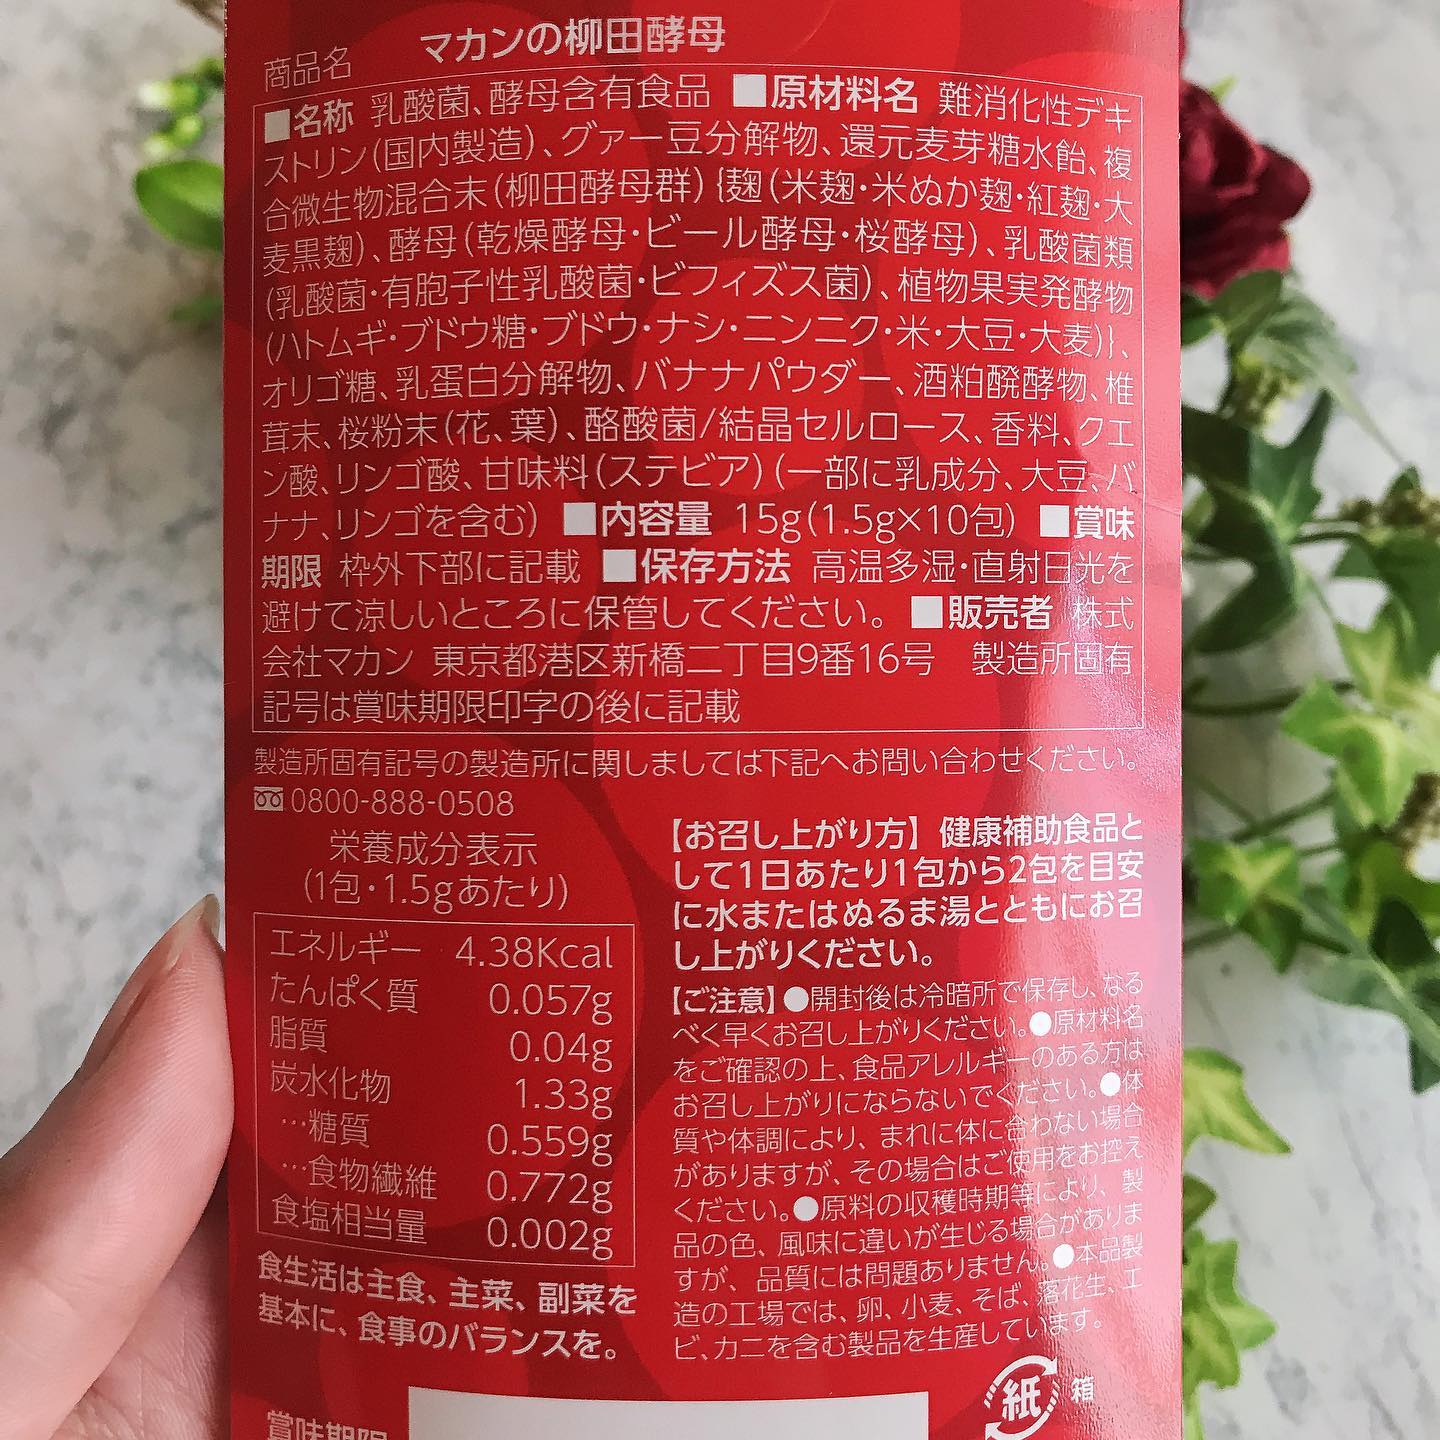 商品名 マカンの柳田酵母
■名称 乳酸菌、酵母含有食品 ■原材料名 難消化性デキ
ストリン(国内製造)、グァー豆分解物、還元麦芽糖水飴、複
合微生物混合末(柳田酵母群){麹(米麹・米ぬか麹・紅麹・大
麦黒麹)、酵母(乾燥酵母・ビール酵母・桜酵母)、乳酸菌類
(乳酸菌・有胞子性乳酸菌・ビフィズス菌)、植物果実発酵物
(ハトムギ・ブドウ糖・ブドウ・ナシ・ニンニク・米・大豆・大麦)}、
オリゴ糖、乳蛋白分解物、バナナパウダー、酒粕醗酵物、椎
茸末、桜粉末(花、葉)、酪酸菌/結晶セルロース、香料、クエ
ン酸、リンゴ酸、甘味料(ステビア)(一部に乳成分、大豆、バ
ナナ、リンゴを含む) ■内容量 15g(1.5g×10包) ■賞味
期限 枠外下部に記載 ■保存方法 高温多湿・直射日光を
避けて涼しいところに保管してください。 ■販売者 株式
会社マカン 東京都港区新橋二丁目9番16号 製造所固有
記号は賞味期限印字の後に記載
製造所固有記号の製造所に関しましては下記へお問い合わせください。
0800-888-0508
栄養成分表示
(1包・1.5gあたり)
エネルギー 4.38Kcal
たんぱく質 0.057g
脂質 0.04g
炭水化物 1.33g
…糖質 0.559g
…食物繊維 0.772g
食塩相当量 0.002g
食生活は主食、主菜、副菜を
基本に、食事のバランスを。
【お召し上がり方】健康補助食品と
して1日あたり1包から2包を目安
に水またはぬるま湯とともにお召
し上がりください。
【ご注意】●開封後は冷暗所で保存し、なる
べく早くお召し上がりください。●原材料名
をご確認の上、食品アレルギーのある方は
お召し上がりにならないでください。●体
質や体調により、まれに体に合わない場合
がありますが、その場合はご使用をお控え
ください。●原料の収穫時期等により、製
品の色、風味に違いが生じる場合がありま
すが、品質には問題ありません。●本品製
造の工場では、卵、小麦、そば、落花生、エ
ビ、カニを含む製品を生産しています。
紙 箱
賞味期限